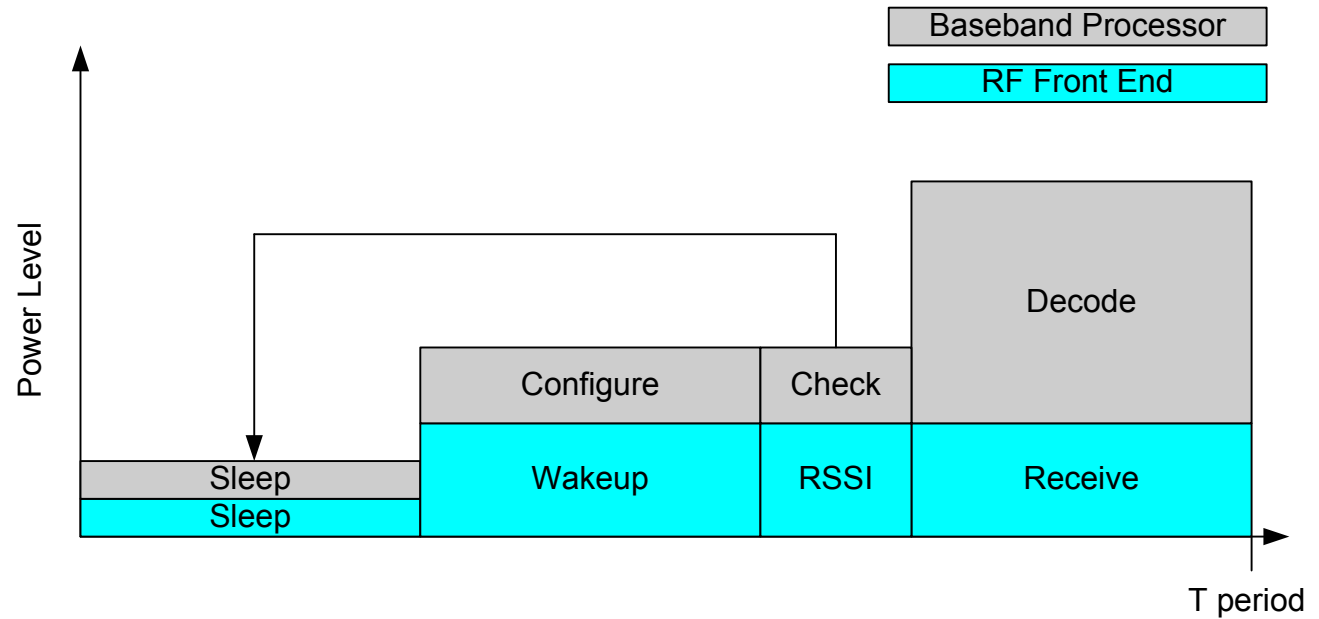 Baseband Processor
RF Front End
Power Level
Decode
Configure
Check
Sleep
Wakeup
RSSI
Receive
Sleep
T period